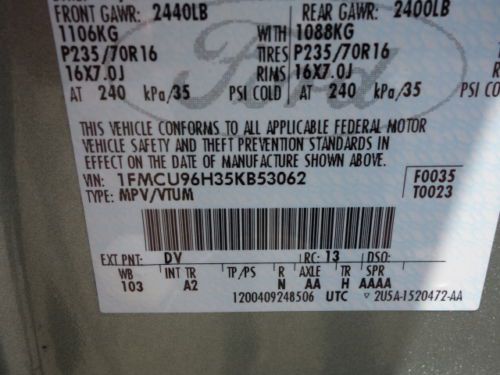 FRONT GAWR: 2440LB REAR GAWR: 2400LB
1106KG WITH 1088KG
P235/70R16 TIRES P235/70R16
16X7.0J RIMS 16X7.0J R
AT 240 kPa/35 PSI COLD AT 240 kPa/35 PSI CO
Ford
THIS VEHICLE CONFORMS TO ALL APPLICABLE FEDERAL MOTOR
VEHICLE SAFETY AND THEFT PREVENTION STANDARDS IN
EFFECT ON THE DATE OF MANUFACTURE SHOWN ABOVE.
VIN: 1FMCU96H35KB53062 F0035
TYPE: MPV/VTUM T0023
EXT PNT: DV RC: 13 DSO:
WB INT TR TP/PS R AXLE TR SPR
103 A2 N AA H AAAA
1200409248506 UTC 2U5A-1520472-AA